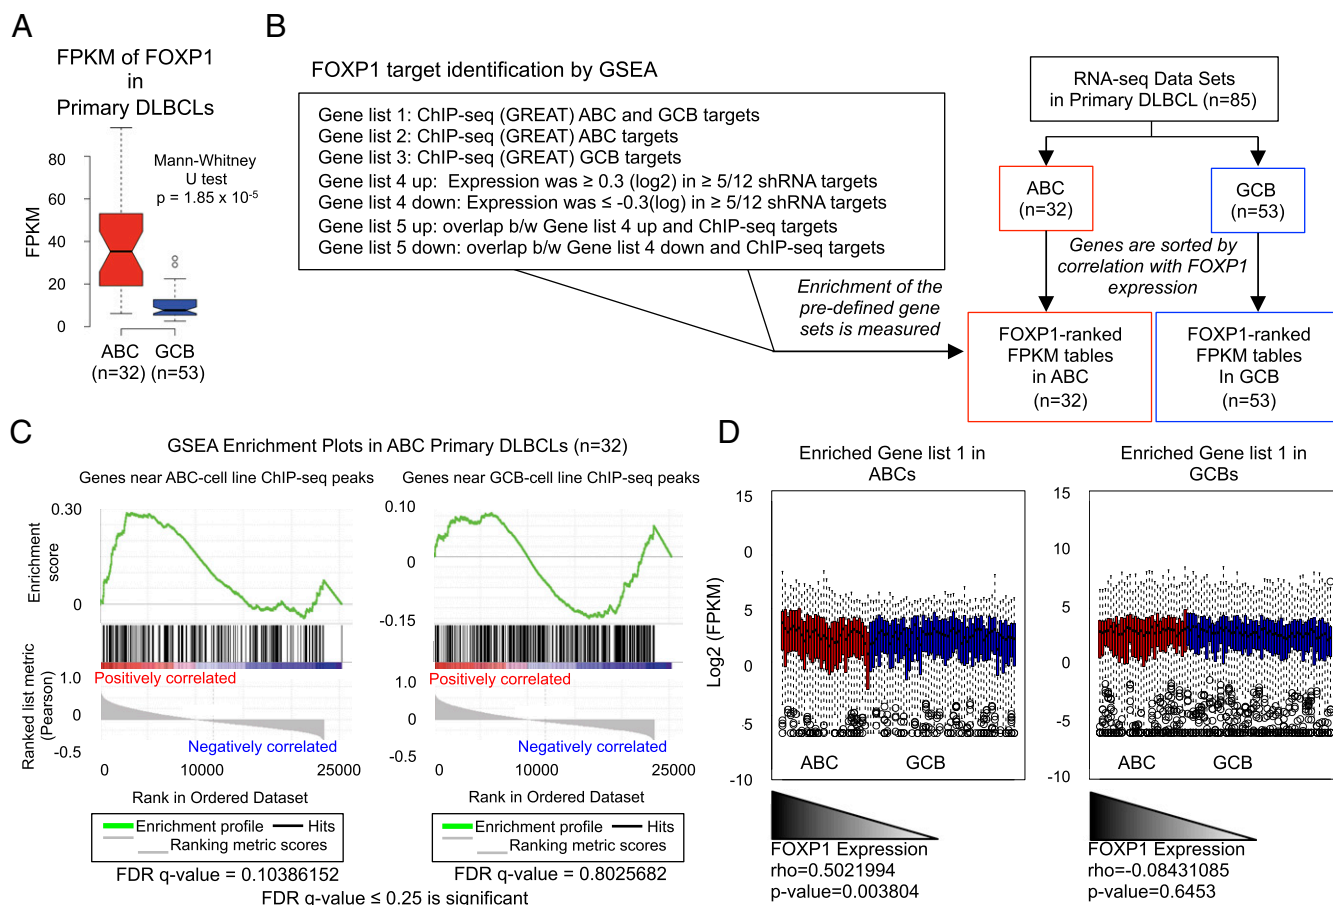 A
FPKM of FOXP1
in
Primary DLBCLs
80
60
40
20
0
FPKM
Mann-Whitney
U test
p = 1.85 x 10-5
ABC
(n=32)
GCB
(n=53)
B
FOXP1 target identification by GSEA
Gene list 1: ChIP-seq (GREAT) ABC and GCB targets
Gene list 2: ChIP-seq (GREAT) ABC targets
Gene list 3: ChIP-seq (GREAT) GCB targets
Gene list 4 up: Expression was ≥ 0.3 (log2) in ≥ 5/12 shRNA targets
Gene list 4 down: Expression was ≤ -0.3(log) in ≥ 5/12 shRNA targets
Gene list 5 up: overlap b/w Gene list 4 up and ChIP-seq targets
Gene list 5 down: overlap b/w Gene list 4 down and ChIP-seq targets
Enrichment of the
pre-defined gene
sets is measured
RNA-seq Data Sets
in Primary DLBCL (n=85)
ABC
(n=32)
GCB
(n=53)
Genes are sorted by
correlation with FOXP1
expression
FOXP1-ranked
FPKM tables
in ABC
(n=32)
FOXP1-ranked
FPKM tables
In GCB
(n=53)
C
GSEA Enrichment Plots in ABC Primary DLBCLs (n=32)
Genes near ABC-cell line ChIP-seq peaks
0.30
0
Enrichment
score
Positively correlated
1.0
0
-0.5
Ranked list metric
(Pearson)
Negatively correlated
0
10000
25000
Rank in Ordered Dataset
Enrichment profile
Hits
Ranking metric scores
FDR q-value = 0.10386152
Genes near GCB-cell line ChIP-seq peaks
0.10
0
-0.15
Positively correlated
1.0
0
-0.5
Negatively correlated
0
10000
25000
Rank in Ordered Dataset
Enrichment profile
Hits
Ranking metric scores
FDR q-value = 0.8025682
FDR q-value ≤ 0.25 is significant
D
Enriched Gene list 1 in
ABCs
15
0
5
0
-5
-10
Log2 (FPKM)
ABC
GCB
FOXP1 Expression
rho=0.5021994
p-value=0.003804
Enriched Gene list 1 in
GCBs
15
10
5
0
-5
-10
ABC
GCB
FOXP1 Expression
rho=-0.08431085
p-value=0.6453